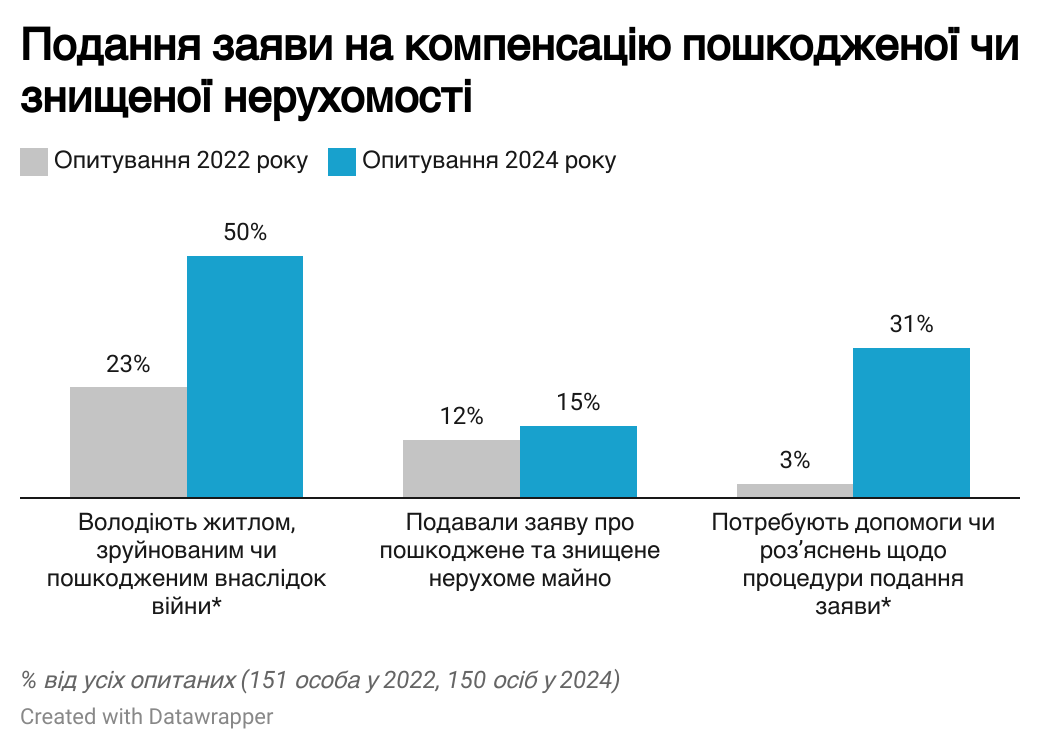 Подання заяви на компенсацію пошкодженої чи
знищеної нерухомості
Опитування 2022 року Опитування 2024 року
50%
23%
12%
15%
3%
31%
Володіють житлом,
зруйнованим чи
пошкодженим внаслідок
війни*
Подавали заяву про
пошкоджене та знищене
нерухоме майно
Потребують допомоги чи
роз’яснень щодо
процедури подання
заяви*
% від усіх опитаних (151 особа у 2022, 150 осіб у 2024)
Created with Datawrapper